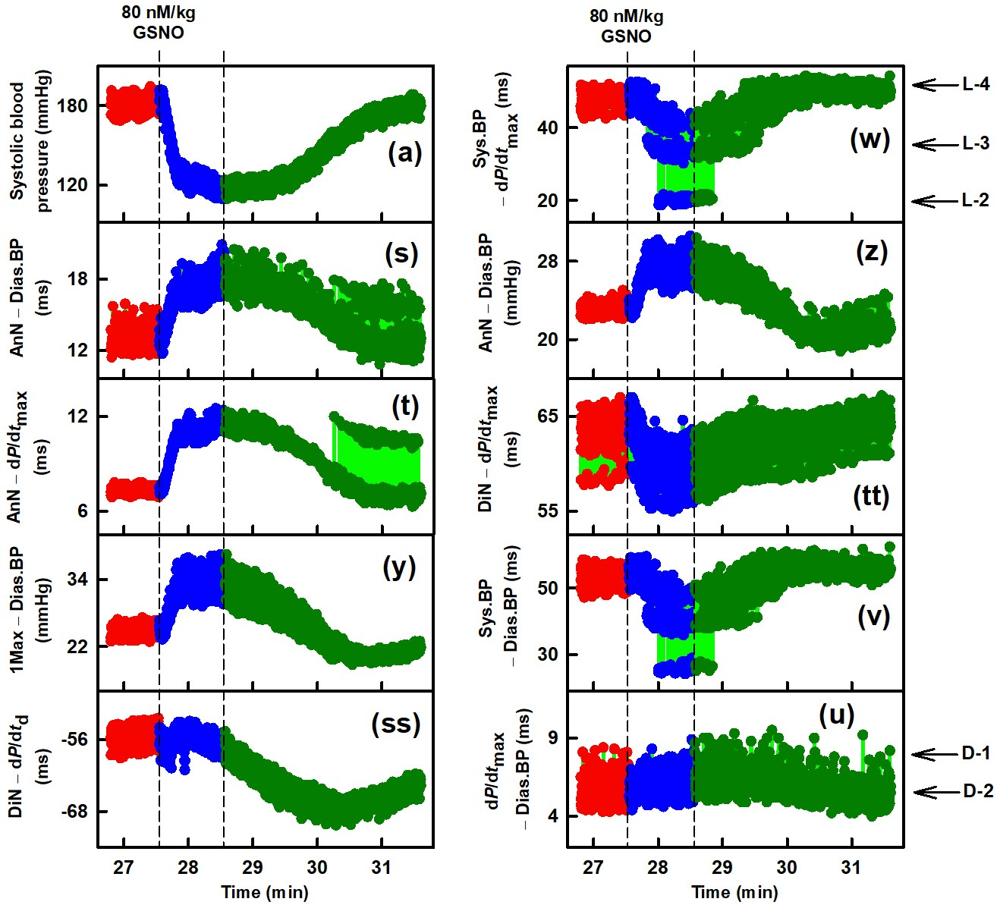 80 nM/kg
GSNO
80 nM/kg
GSNO
Systolic blood
pressure (mmHg)
180
120
(a)
Sys.BP
– dP/dtmax (ms)
40
20
(w)
L-4
L-3
L-2
AnN – Dias.BP
(ms)
18
12
(s)
AnN – Dias.BP
(mmHg)
28
20
(z)
AnN – dP/dtmax
(ms)
12
6
(t)
DiN – dP/dtmax
(ms)
65
55
(tt)
1Max – Dias.BP
(mmHg)
34
22
(y)
Sys.BP
– Dias.BP (ms)
50
30
(v)
DiN – dP/dtd
(ms)
-56
-68
(ss)
dP/dtmax
– Dias.BP (ms)
9
4
(u)
D-1
D-2
27 28 29 30 31
Time (min)
27 28 29 30 31
Time (min)